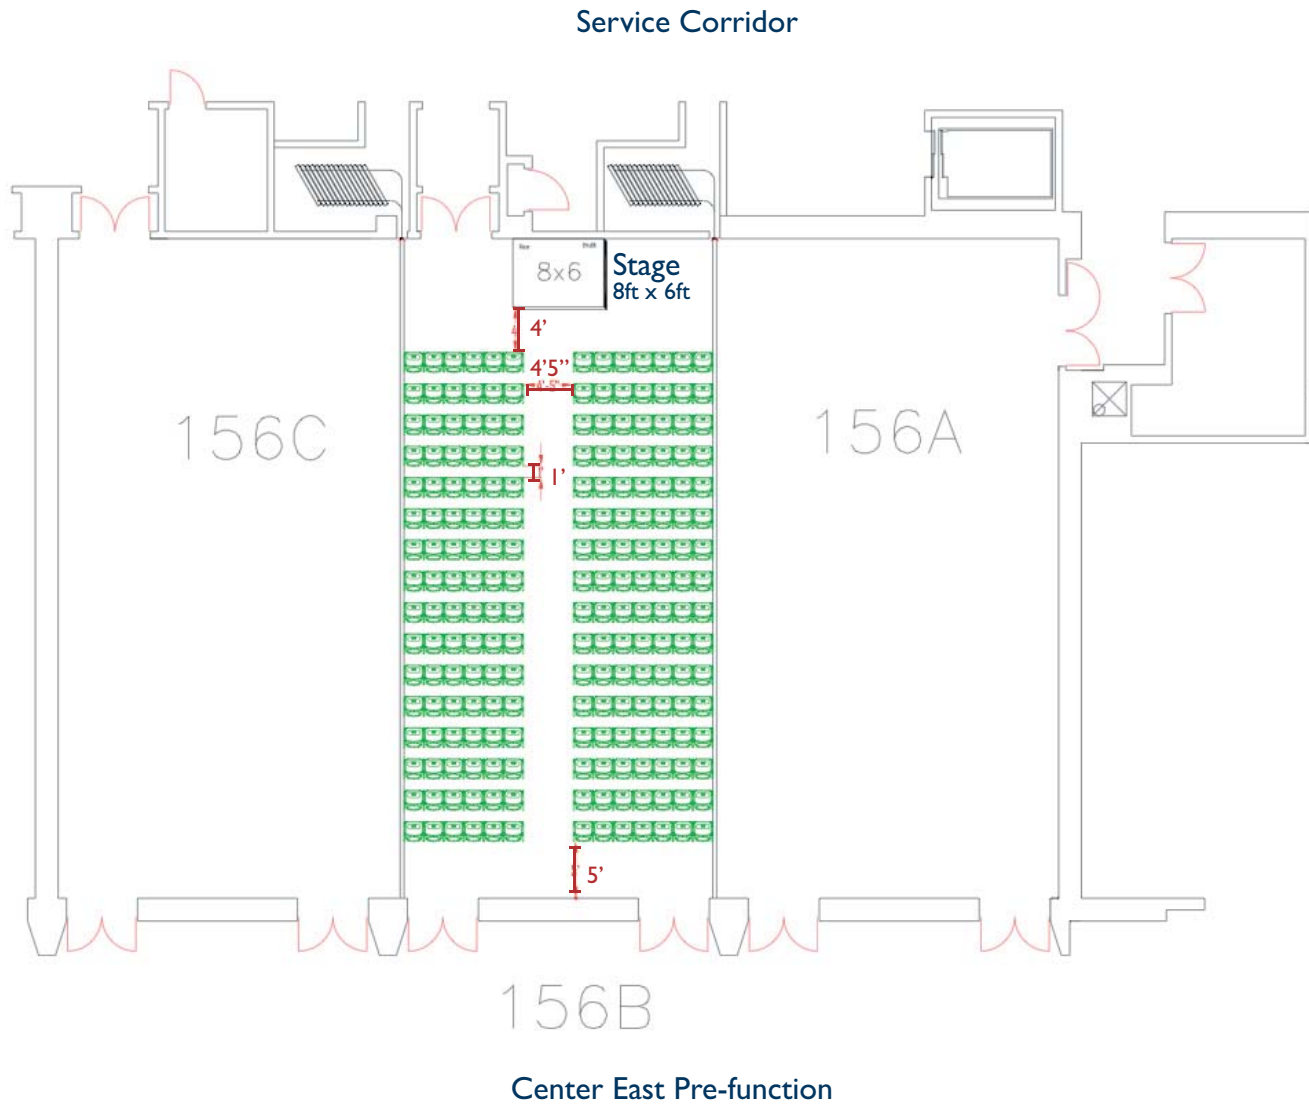 Service Corridor
8x6
Stage
8ft x 6ft
4’
4’5”
156C
156A
1’
5’
156B
Center East Pre-function